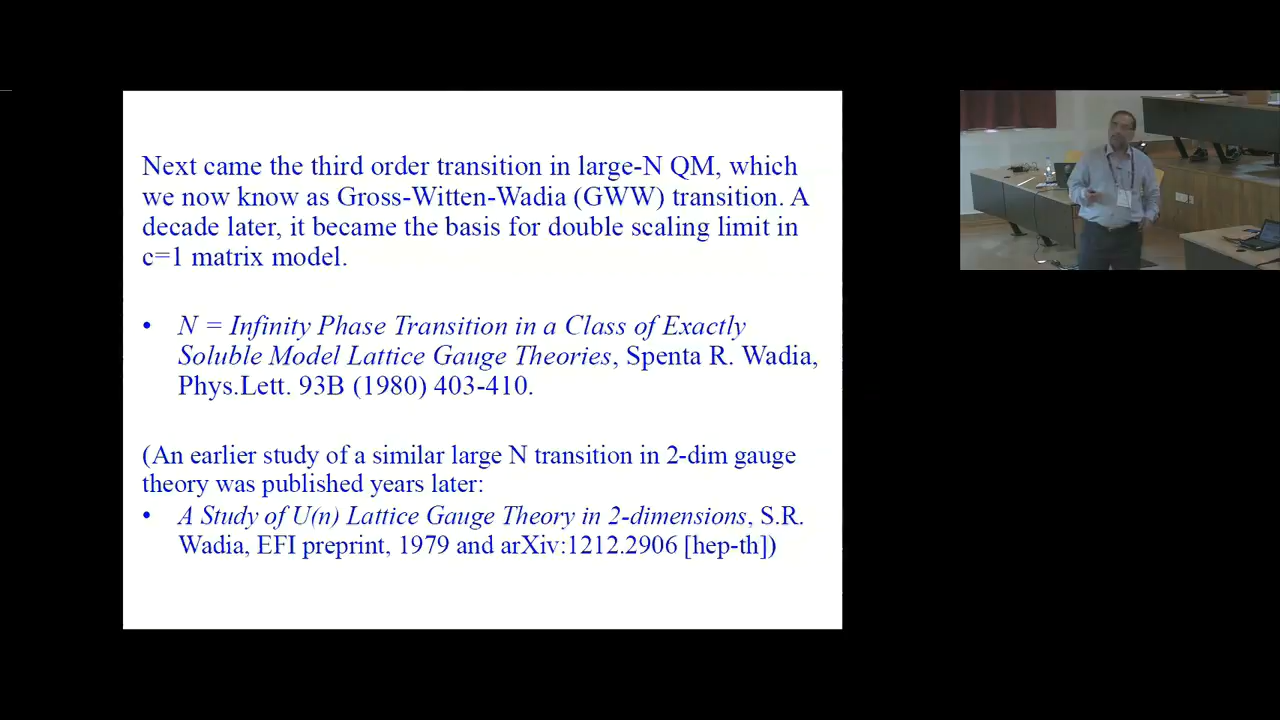 Next came the third order transition in large-N QM, which
we now know as Gross-Witten-Wadia (GWW) transition. A
decade later, it became the basis for double scaling limit in
c=1 matrix model.
• N = Infinity Phase Transition in a Class of Exactly
Soluble Model Lattice Gauge Theories, Spenta R. Wadia,
Phys.Lett. 93B (1980) 403-410.
(An earlier study of a similar large N transition in 2-dim gauge
theory was published years later:
• A Study of U(n) Lattice Gauge Theory in 2-dimensions, S.R.
Wadia, EFI preprint, 1979 and arXiv:1212.2906 [hep-th])